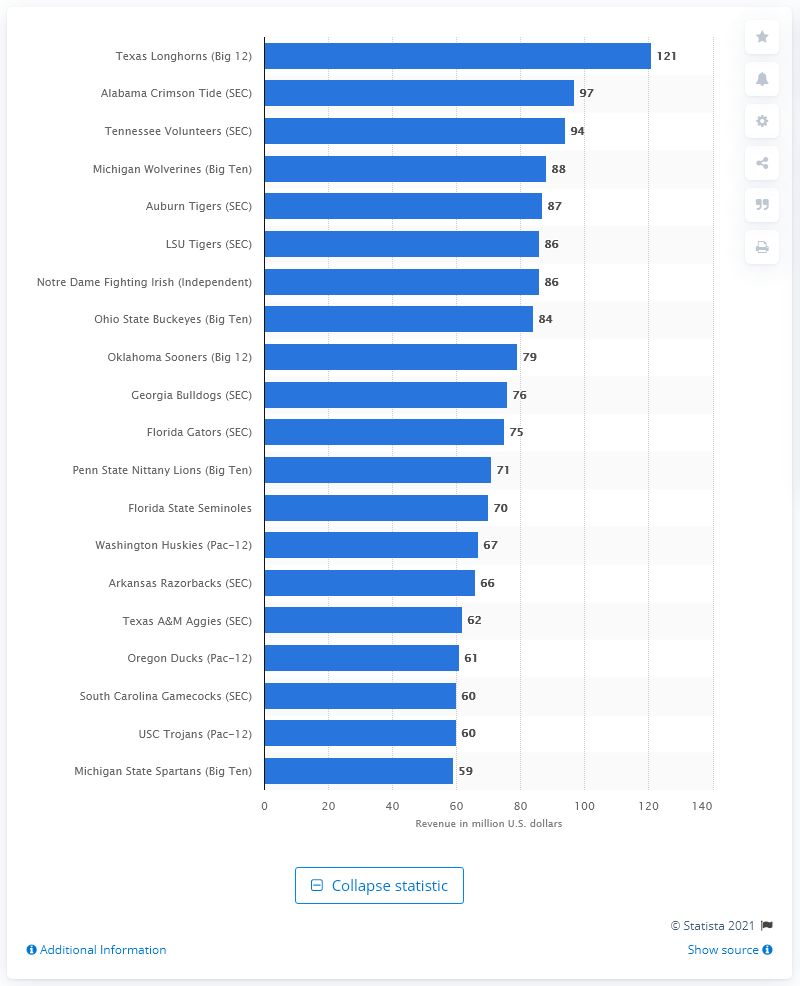 Texas Longhorns (Big 12) 121
Alabama Crimson Tide (SEC) 97
Tennessee Volunteers (SEC) 94
Michigan Wolverines (Big Ten) 88
Auburn Tigers (SEC) 87
LSU Tigers (SEC) 86
Notre Dame Fighting Irish (Independent) 86
Ohio State Buckeyes (Big Ten) 84
Oklahoma Sooners (Big 12) 79
Georgia Bulldogs (SEC) 76
Florida Gators (SEC) 75
Penn State Nittany Lions (Big Ten) 71
Florida State Seminoles 70
Washington Huskies (Pac-12) 67
Arkansas Razorbacks (SEC) 66
Texas A&M Aggies (SEC) 62
Oregon Ducks (Pac-12) 61
South Carolina Gamecocks (SEC) 60
USC Trojans (Pac-12) 60
Michigan State Spartans (Big Ten) 59
0 20 40 60 80 100 120 140
Revenue in million U.S. dollars
Collapse statistic
© Statista 2021
Additional Information Show source